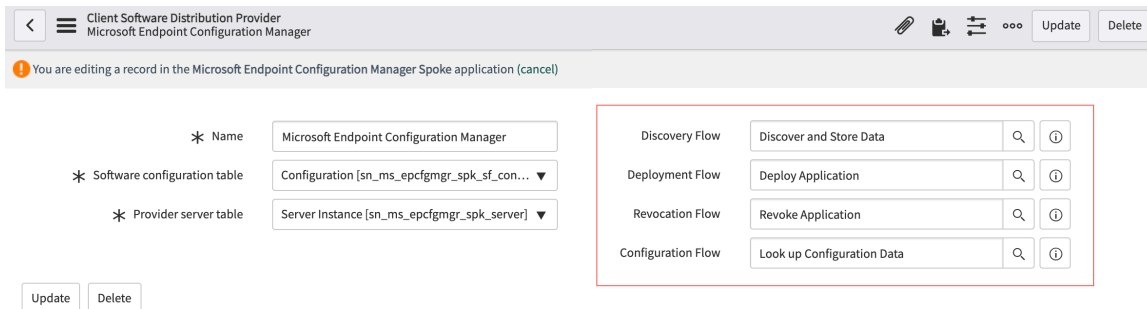 Client Software Distribution Provider
Microsoft Endpoint Configuration Manager
Update
Delete
You are editing a record in the Microsoft Endpoint Configuration Manager Spoke application (cancel)
Name Microsoft Endpoint Configuration Manager
Software configuration table Configuration [sn_ms_epcfgmgr_spk_sf_con...
Provider server table Server Instance [sn_ms_epcfgmgr_spk_server]
Discovery Flow Discover and Store Data
Deployment Flow Deploy Application
Revocation Flow Revoke Application
Configuration Flow Look up Configuration Data
Update Delete